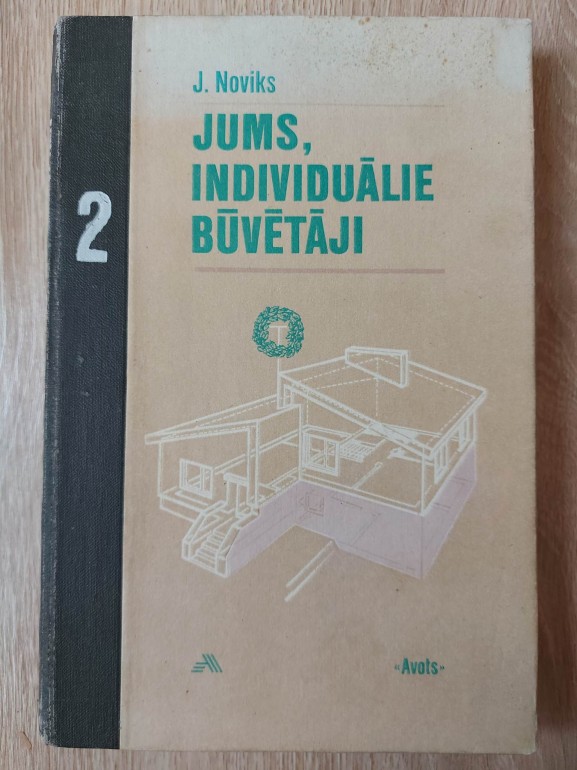 J. Noviks
JUMS,
INDIVIDUĀLIE
BŪVĒTĀJI
2
«Avots»